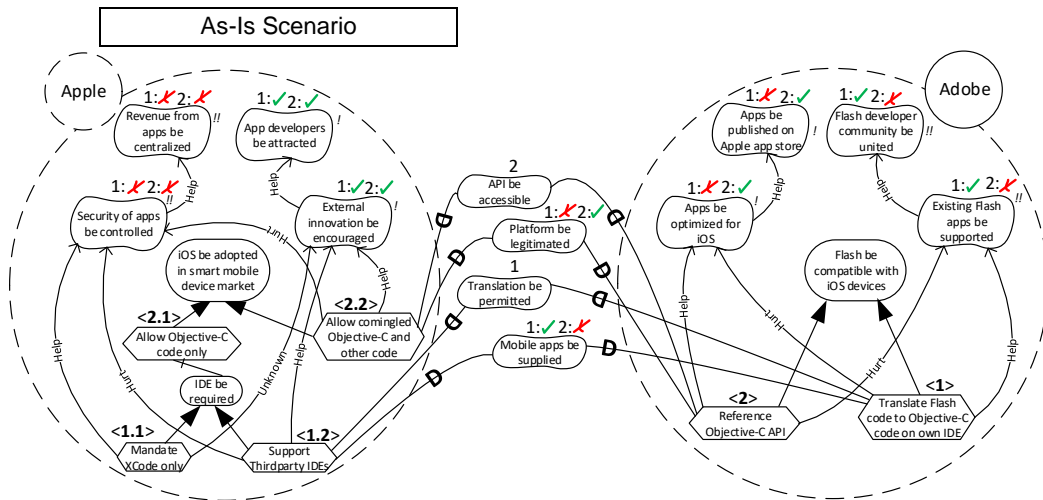 As-Is Scenario
Apple
1:✗ 2:✗
Revenue from
apps be
centralized
!!
1:✓ 2:✓
App developers
be attracted
!
Help
Help
1:✗ 2:✗
!!
Security of apps
be controlled
1:✓ 2:✓
!
External
innovation be
encouraged
Hurt
iOS be adopted
in smart mobile
device market
Help
<2.1>
Allow Objective-C
code only
<2.2>
Allow comingled
Objective-C and
other code
IDE be
required
Help
Hurt
Unknown
Help
<1.1>
Mandate
XCode only
<1.2>
Support
Thirdparty IDEs
2
API be
accessible
D
D
1:✗ 2:✓
Platform be
legitimated
D
D
1
Translation be
permitted
D
D
1:✓ 2:✗
Mobile apps be
supplied
D
D
Adobe
1:✗ 2:✓
Apps be
published on
Apple app store
!
1:✓ 2:✗
Flash developer
community be
united
!!
Help
Help
1:✗ 2:✓
Apps be
optimized for
iOS
!
1:✓ 2:✗
Existing Flash
apps be
supported
!!
Flash be
compatible with
iOS devices
Help
Hurt
Hurt
Help
<2>
Reference
Objective-C API
<1>
Translate Flash
code to Objective-C
code on own IDE